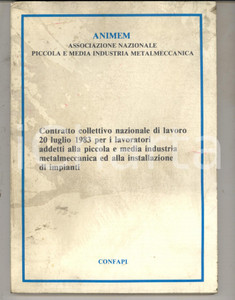 ANIMEM
ASSOCIAZIONE NAZIONALE
PICCOLA E MEDIA INDUSTRIA METALMECCANICA
Contratto collettivo nazionale di lavoro
20 luglio 1983 per i lavoratori
addetti alla piccola e media industria
metalmeccanica ed alla installazione
di impianti
CONFAPI